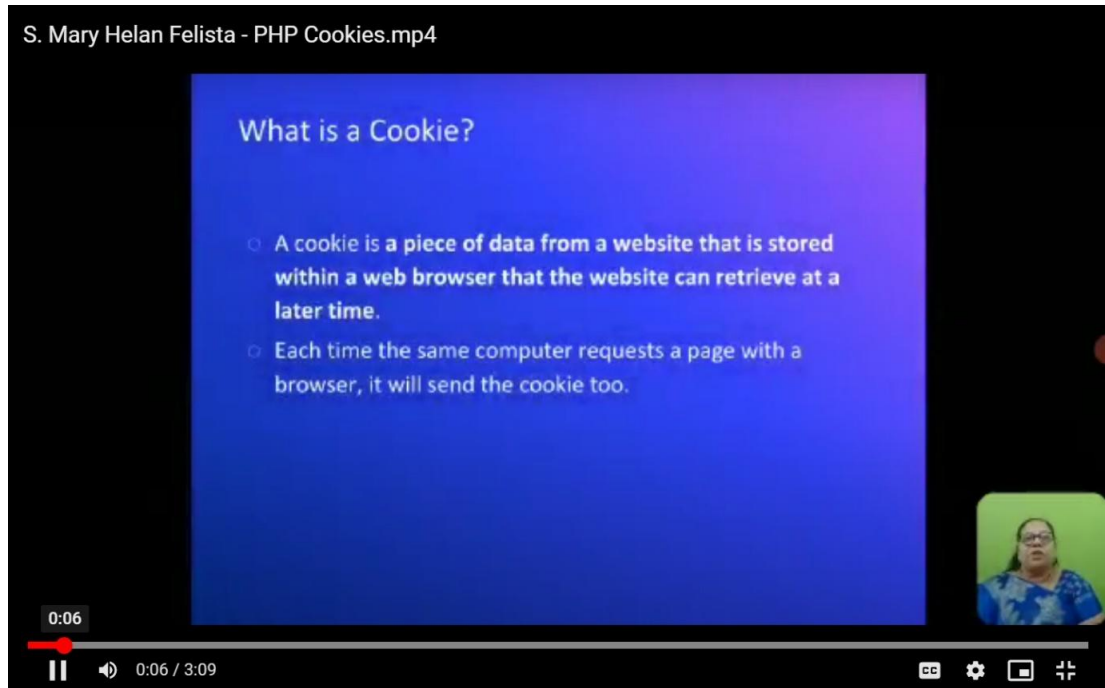 S. Mary Helan Felista - PHP Cookies.mp4
What is a Cookie?
A cookie is a piece of data from a website that is stored
within a web browser that the website can retrieve at a
later time.
Each time the same computer requests a page with a
browser, it will send the cookie too.
0:06
0:06 / 3:09
CC